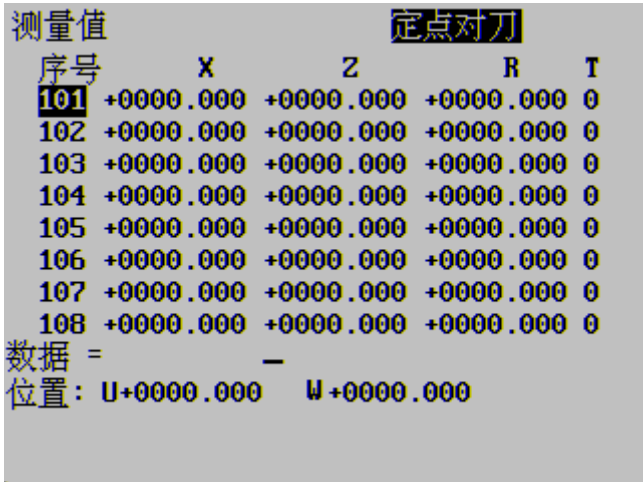 测量值 定点对刀
序号 X Z R T
101 +0000.000 +0000.000 +0000.000 0
102 +0000.000 +0000.000 +0000.000 0
103 +0000.000 +0000.000 +0000.000 0
104 +0000.000 +0000.000 +0000.000 0
105 +0000.000 +0000.000 +0000.000 0
106 +0000.000 +0000.000 +0000.000 0
107 +0000.000 +0000.000 +0000.000 0
108 +0000.000 +0000.000 +0000.000 0
数据 = _
位置: U+0000.000 W+0000.000